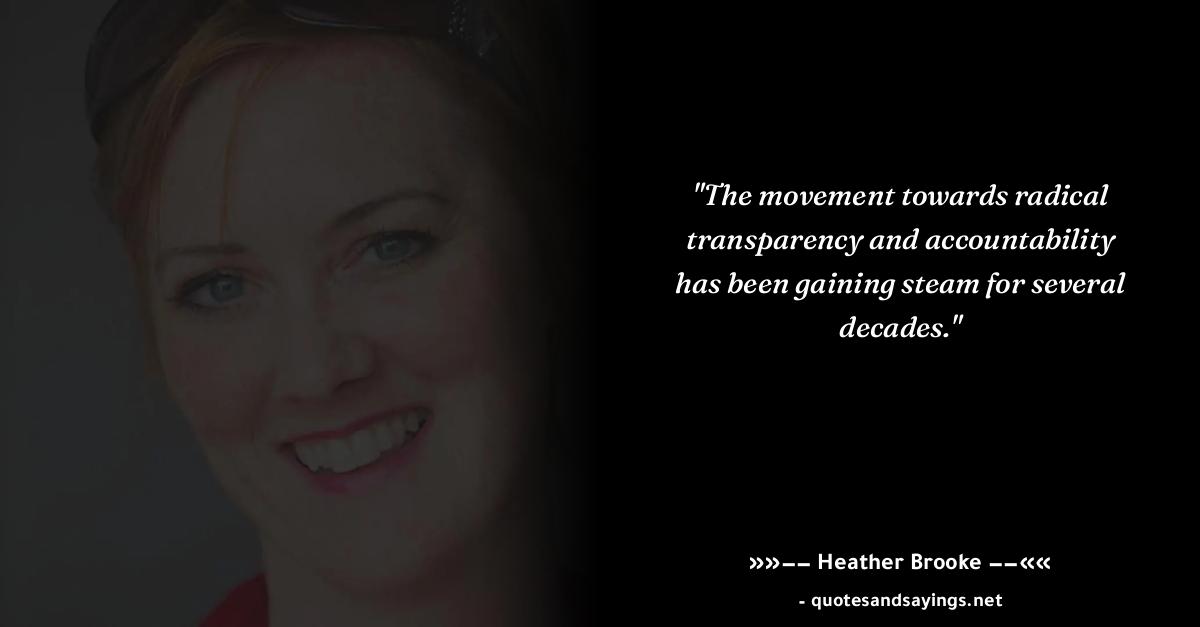 "The movement towards radical
transparency and accountability
has been gaining steam for several
decades."
»»−− Heather Brooke −−««
- quotesandsayings.net